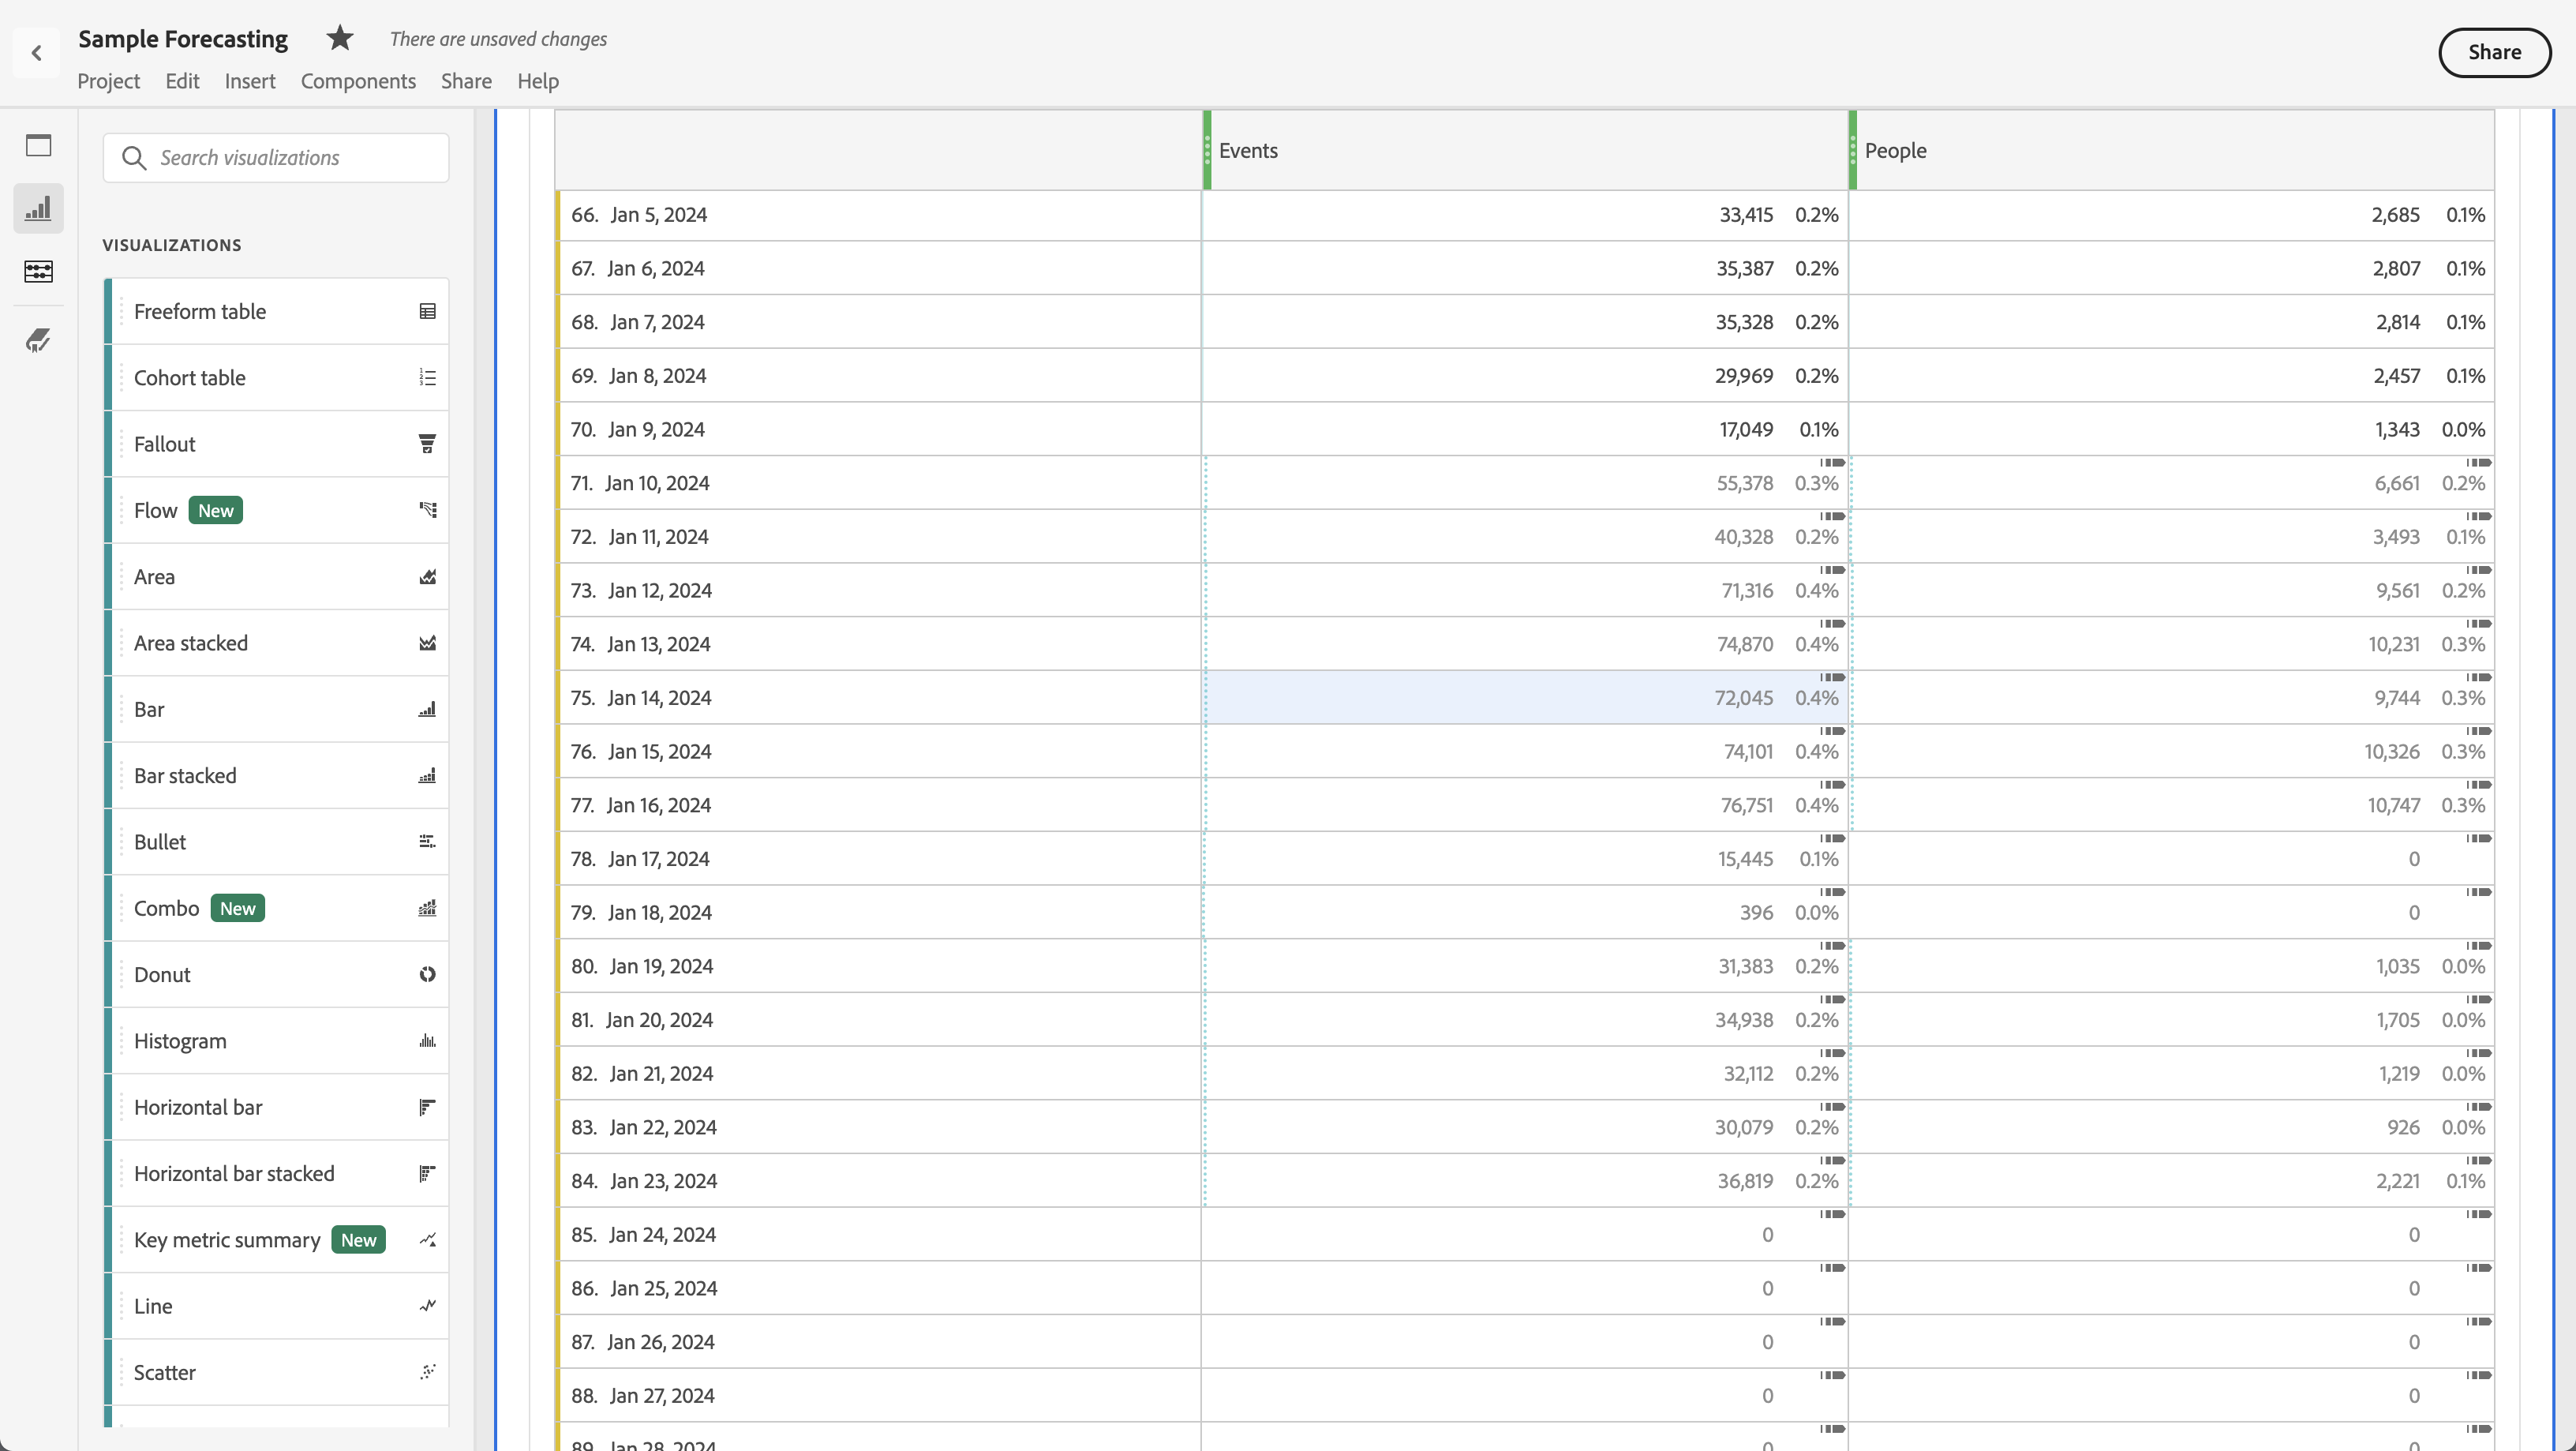 Sample Forecasting There are unsaved changes
Share
Project Edit Insert Components Share Help
Search visualizations
VISUALIZATIONS
Freeform table
Cohort table
Fallout
Flow New
Area
Area stacked
Bar
Bar stacked
Bullet
Combo New
Donut
Histogram
Horizontal bar
Horizontal bar stacked
Key metric summary New
Line
Scatter
Events People
66. Jan 5, 2024 33,415 0.2% 2,685 0.1%
67. Jan 6, 2024 35,387 0.2% 2,807 0.1%
68. Jan 7, 2024 35,328 0.2% 2,814 0.1%
69. Jan 8, 2024 29,969 0.2% 2,457 0.1%
70. Jan 9, 2024 17,049 0.1% 1,343 0.0%
71. Jan 10, 2024 55,378 0.3% 6,661 0.2%
72. Jan 11, 2024 40,328 0.2% 3,493 0.1%
73. Jan 12, 2024 71,316 0.4% 9,561 0.2%
74. Jan 13, 2024 74,870 0.4% 10,231 0.3%
75. Jan 14, 2024 72,045 0.4% 9,744 0.3%
76. Jan 15, 2024 74,101 0.4% 10,326 0.3%
77. Jan 16, 2024 76,751 0.4% 10,747 0.3%
78. Jan 17, 2024 15,445 0.1% 0
79. Jan 18, 2024 396 0.0% 0
80. Jan 19, 2024 31,383 0.2% 1,035 0.0%
81. Jan 20, 2024 34,938 0.2% 1,705 0.0%
82. Jan 21, 2024 32,112 0.2% 1,219 0.0%
83. Jan 22, 2024 30,079 0.2% 926 0.0%
84. Jan 23, 2024 36,819 0.2% 2,221 0.1%
85. Jan 24, 2024 0 0
86. Jan 25, 2024 0 0
87. Jan 26, 2024 0 0
88. Jan 27, 2024 0 0
89. Jan 28, 2024 0 0